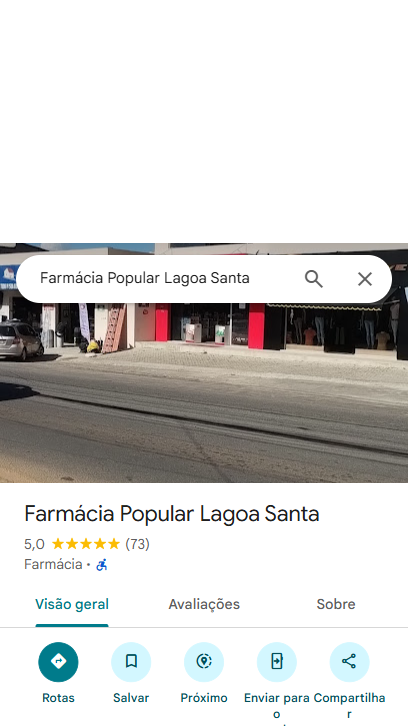 Farmácia Popular Lagoa Santa
Farmácia Popular Lagoa Santa
5,0 (73)
Farmácia •
Visão geral Avaliações Sobre
Rotas Salvar Próximo Enviar para o Compartilhar